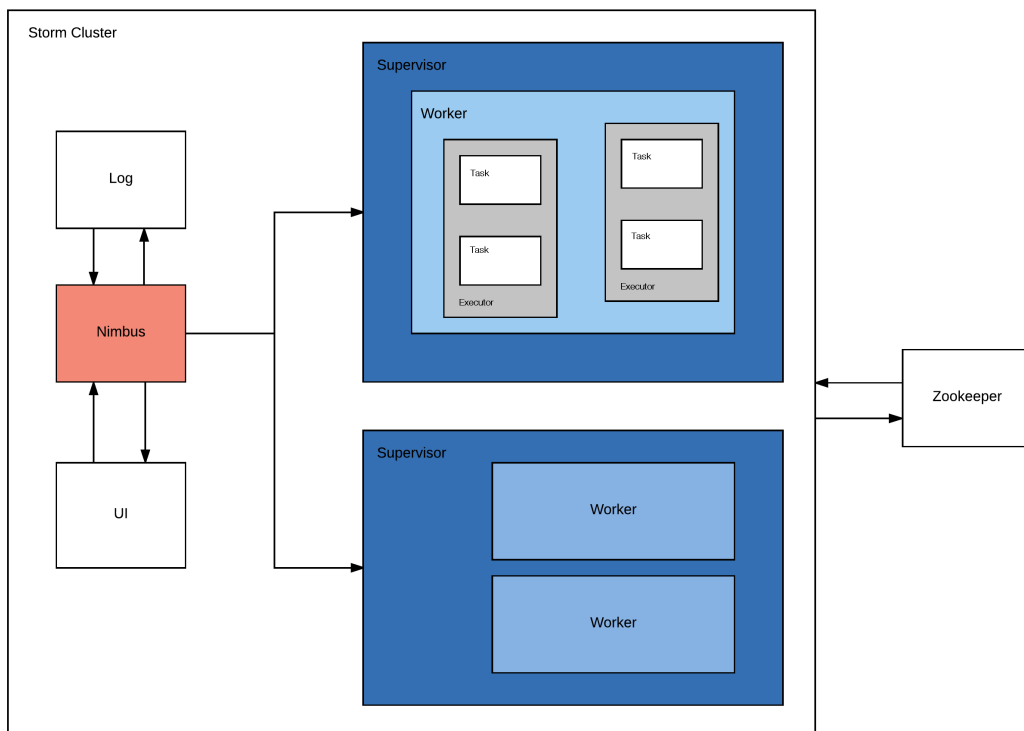 Storm Cluster
Supervisor
Worker
Task
Task
Executor
Task
Task
Executor
Log
Nimbus
UI
Supervisor
Worker
Worker
Zookeeper